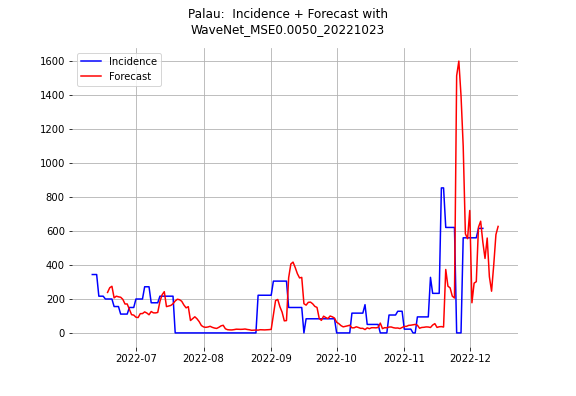 Palau:  Incidence + Forecast with
WaveNet_MSE0.0050_20221023
Incidence
Forecast
1600
1400
1200
1000
800
600
400
200
0
2022-07 2022-08 2022-09 2022-10 2022-11 2022-12